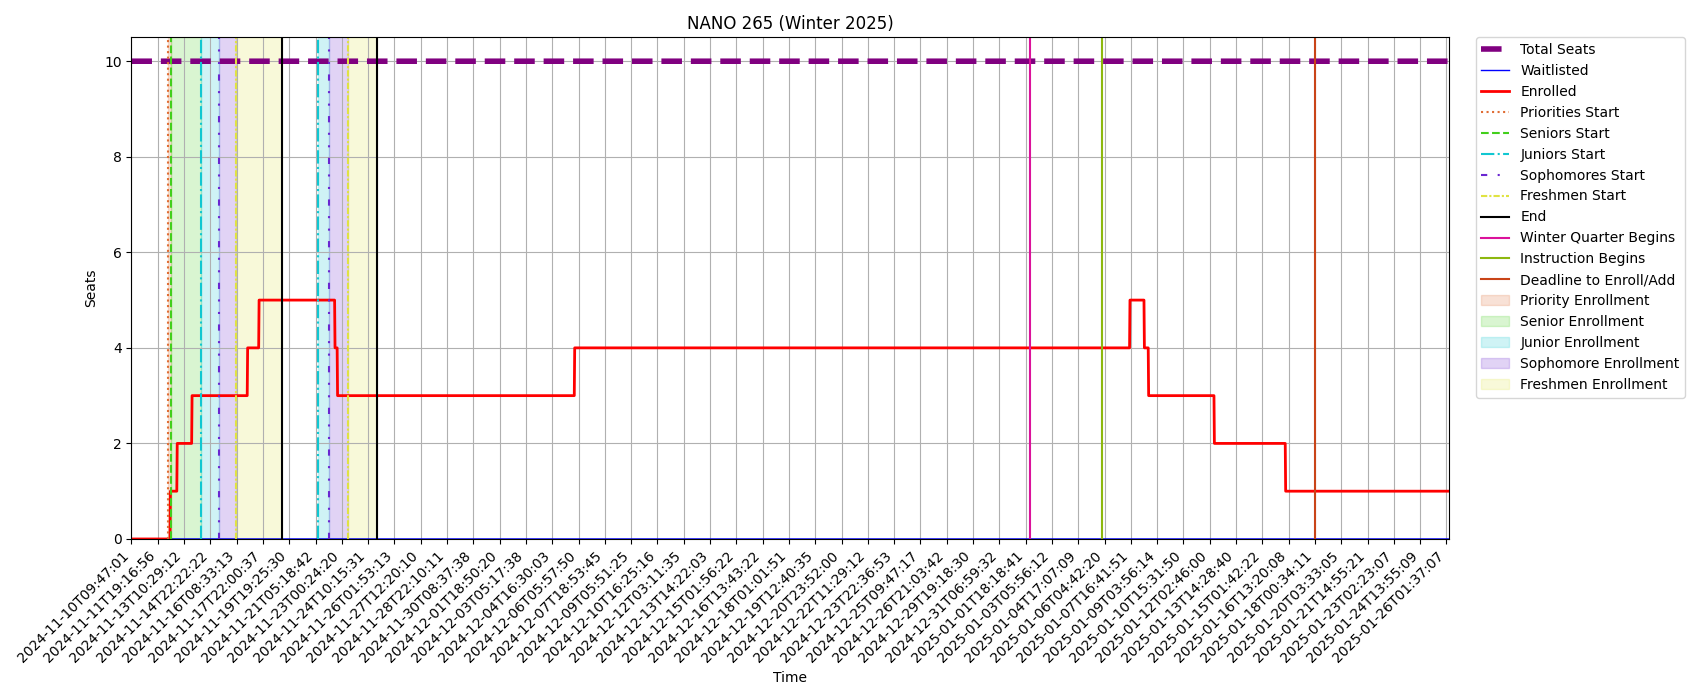 NANO 265 (Winter 2025)
Seats
10
8
6
4
2
0
2024-11-10T09:47:01
2024-11-11T19:16:56
2024-11-13T10:29:12
2024-11-14T22:22:22
2024-11-16T08:33:13
2024-11-17T22:00:37
2024-11-19T19:25:30
2024-11-21T05:18:42
2024-11-23T00:24:20
2024-11-24T10:15:31
2024-11-26T01:53:13
2024-11-27T12:20:10
2024-11-28T22:10:11
2024-11-30T08:37:38
2024-12-01T18:50:20
2024-12-03T05:17:38
2024-12-04T16:30:03
2024-12-06T05:57:50
2024-12-07T18:53:45
2024-12-09T05:51:25
2024-12-10T16:25:16
2024-12-12T03:11:35
2024-12-13T14:22:03
2024-12-15T01:56:22
2024-12-16T13:43:22
2024-12-18T01:01:51
2024-12-19T12:40:35
2024-12-20T23:52:00
2024-12-22T11:29:12
2024-12-23T22:36:53
2024-12-25T09:47:17
2024-12-26T21:03:42
2024-12-29T19:18:30
2024-12-31T06:59:32
2025-01-01T18:18:41
2025-01-03T05:56:12
2025-01-04T17:07:09
2025-01-06T04:42:20
2025-01-07T16:41:51
2025-01-09T03:56:14
2025-01-10T15:31:50
2025-01-12T02:46:00
2025-01-13T14:28:40
2025-01-15T01:42:22
2025-01-16T13:20:08
2025-01-18T00:34:11
2025-01-20T03:33:05
2025-01-21T14:55:21
2025-01-23T02:23:07
2025-01-24T13:55:09
2025-01-26T01:37:07
Time
Total Seats
Waitlisted
Enrolled
Priorities Start
Seniors Start
Juniors Start
Sophomores Start
Freshmen Start
End
Winter Quarter Begins
Instruction Begins
Deadline to Enroll/Add
Priority Enrollment
Senior Enrollment
Junior Enrollment
Sophomore Enrollment
Freshmen Enrollment